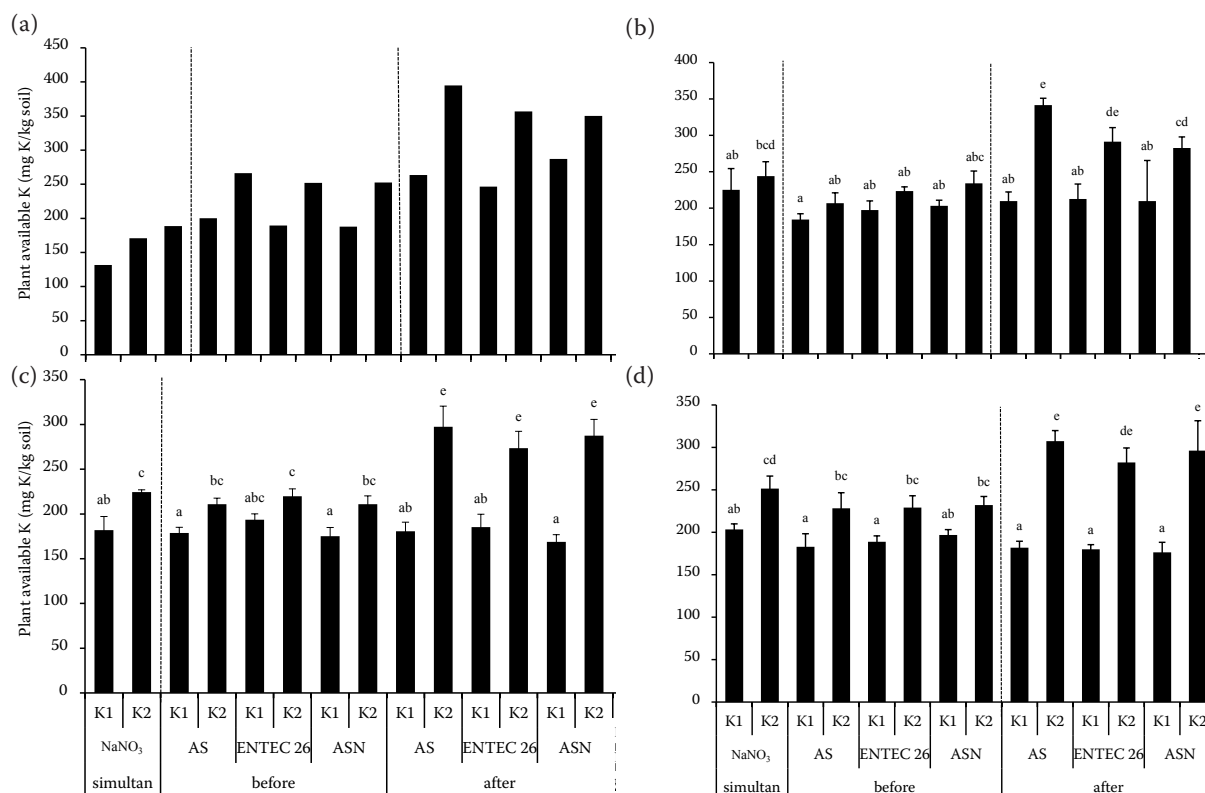 (a)
Plant available K (mg K/kg soil)
450
400
350
300
250
200
150
100
50
0
(b)
400
350
300
250
200
150
100
50
0
ab bcd a ab ab ab ab abc ab e ab de ab cd
(c)
Plant available K (mg K/kg soil)
350
300
250
200
150
100
50
0
ab c a bc abc c a bc ab e ab e a e
K1 K2 K1 K2 K1 K2 K1 K2 K1 K2 K1 K2 K1 K2
NaNO₃ AS ENTEC 26 ASN AS ENTEC 26 ASN
simultan before after
(d)
350
300
250
200
150
100
50
0
ab cd a bc a bc ab bc a e a de a e
K1 K2 K1 K2 K1 K2 K1 K2 K1 K2 K1 K2 K1 K2
NaNO₃ AS ENTEC 26 ASN AS ENTEC 26 ASN
simultan before after